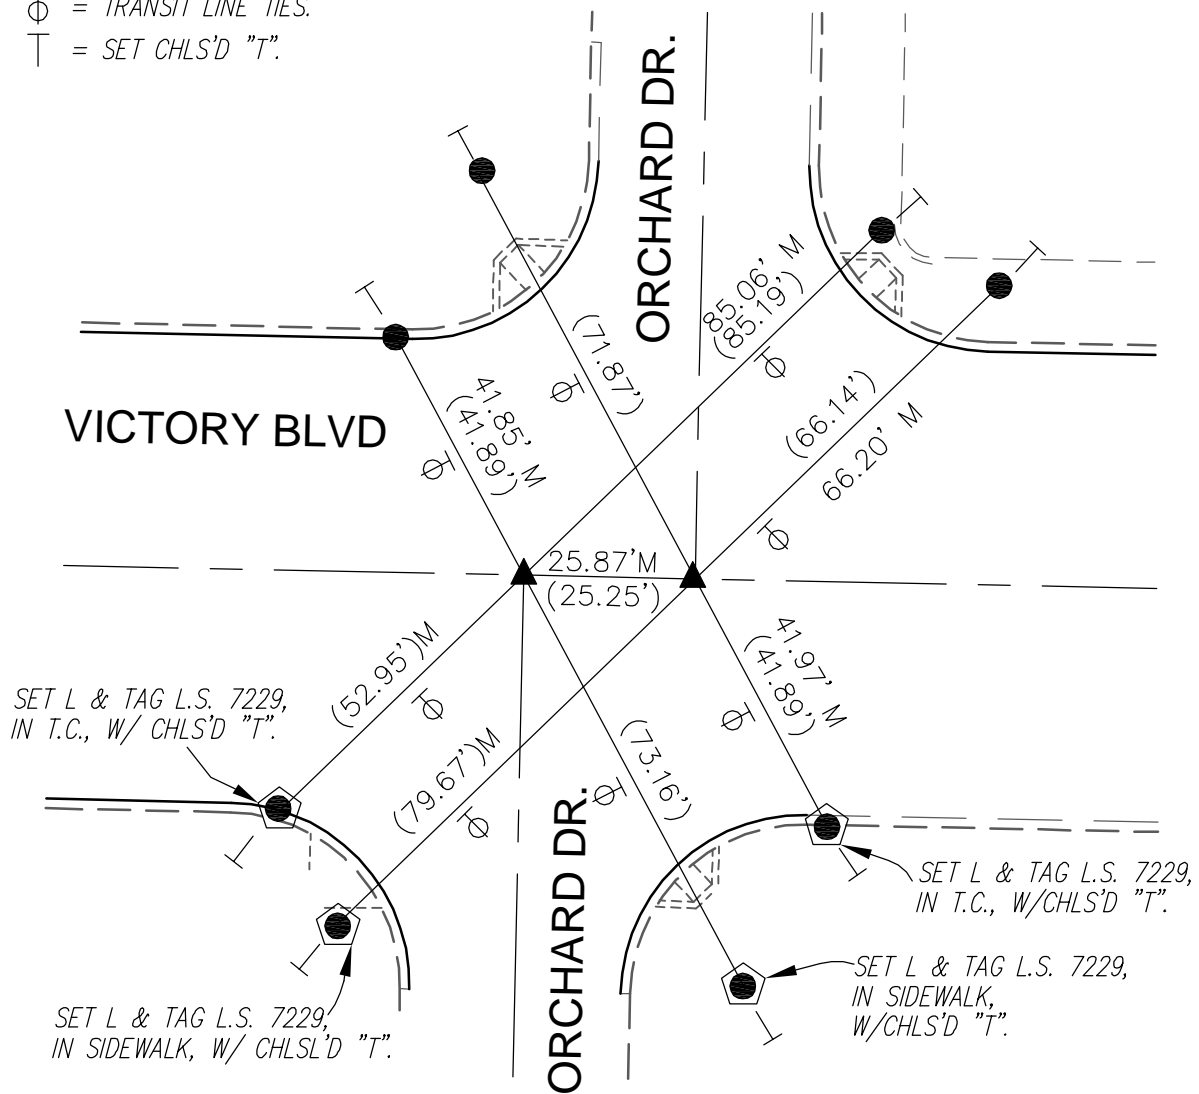 = TRANSIT LINE TIES.
= SET CHLS'D "T".
ORCHARD DR.
VICTORY BLVD
85.06' M
(85.19')
(71.87')
41.85' M
(41.89')
(66.14')
66.20' M
25.87'M
(25.25')
41.97' M
(41.89')
(52.95')M
(79.67')M
(73.16')
SET L & TAG L.S. 7229,
IN T.C., W/ CHLS'D "T".
ORCHARD DR.
SET L & TAG L.S. 7229,
IN T.C., W/CHLS'D "T".
SET L & TAG L.S. 7229,
IN SIDEWALK,
W/CHLS'D "T".
SET L & TAG L.S. 7229,
IN SIDEWALK, W/ CHLSL'D "T".